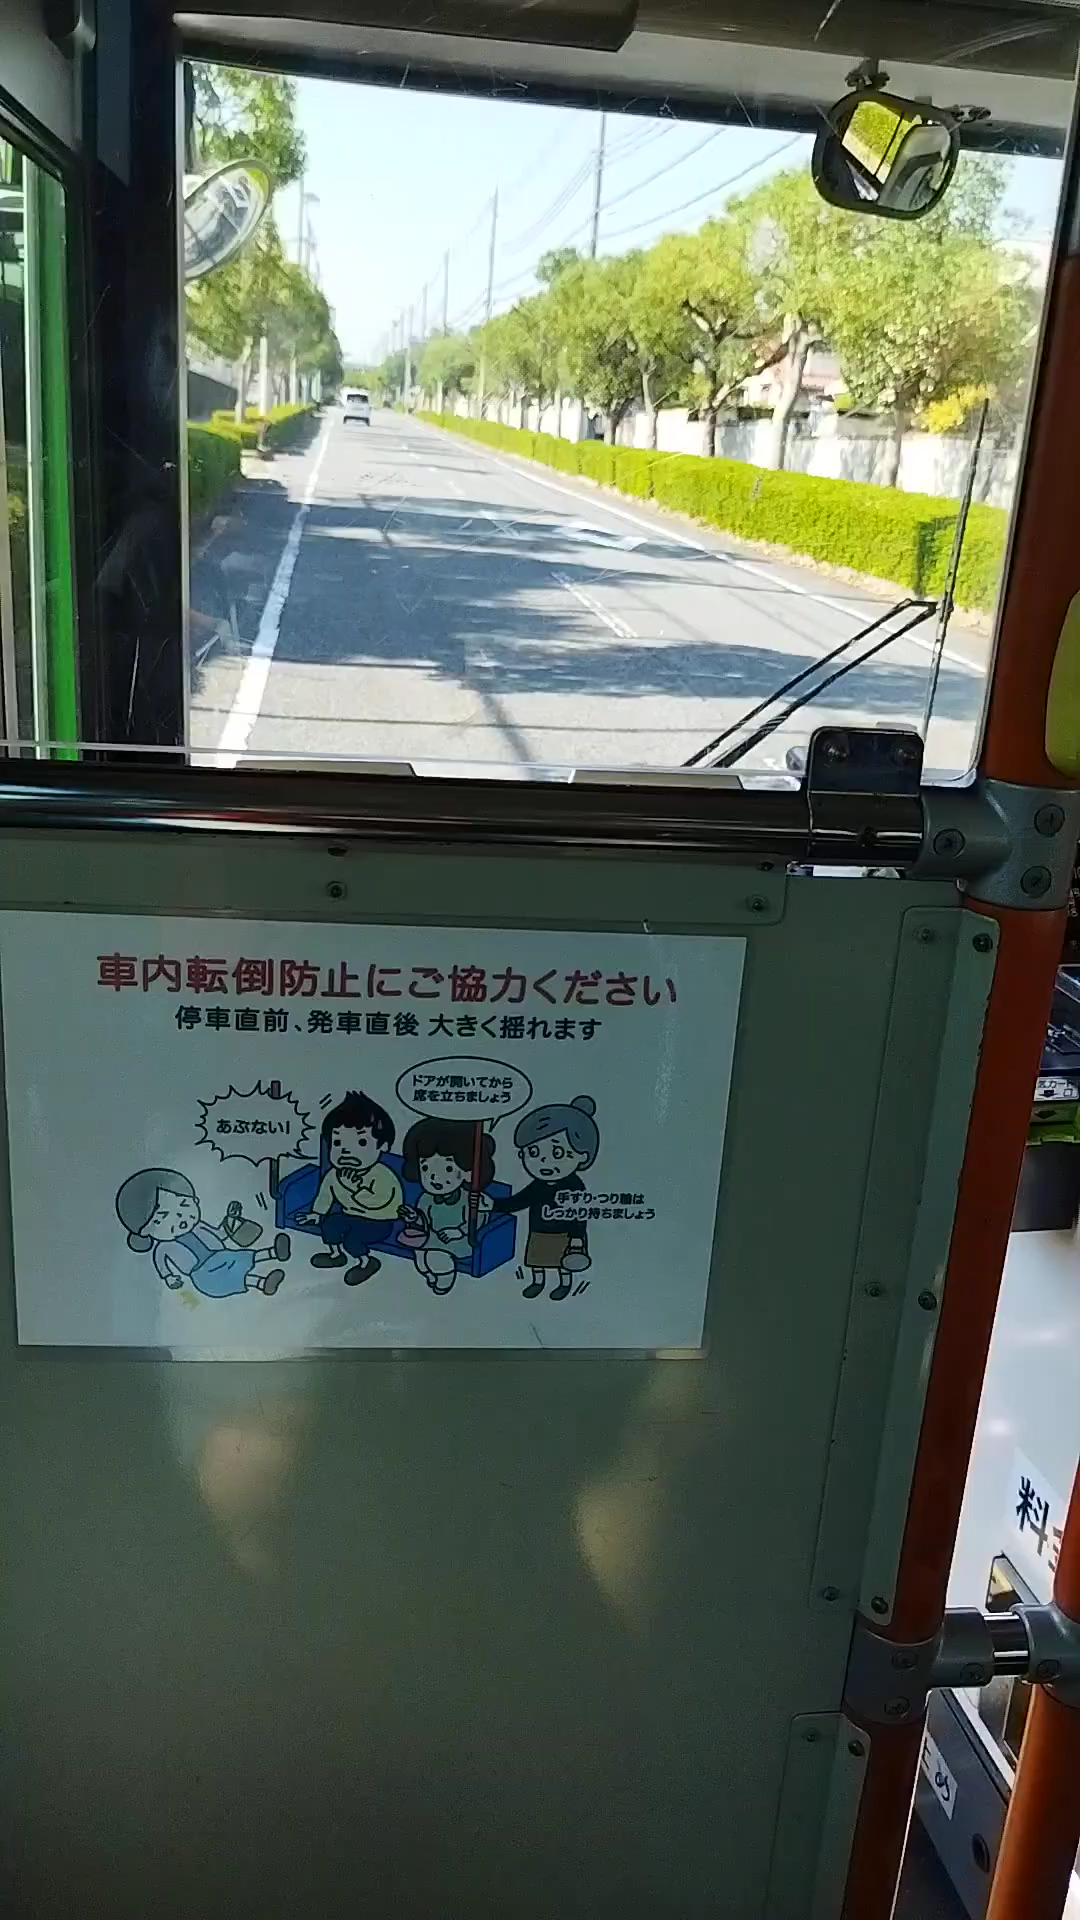 車内転倒防止にご協力ください
停車直前、発車直後 大きく揺れます
ドアが開いてから
席を立ちましょう
あぶない!
手すり・つり輪は
しっかり持ちましょう
料
め